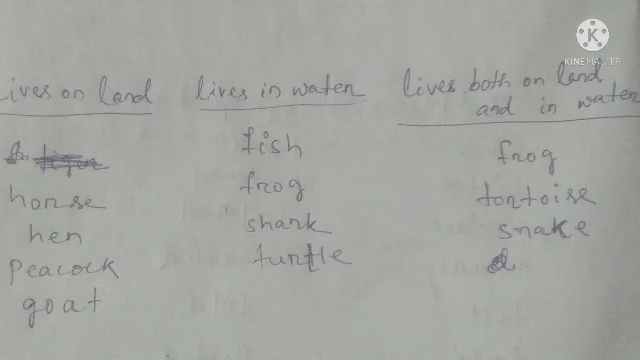 KINEMASTER
Lives on land
lives in water
lives both on land
and in water
horse
hen
Peacock
goat
fish
frog
shark
turtle
frog
tortoise
snake